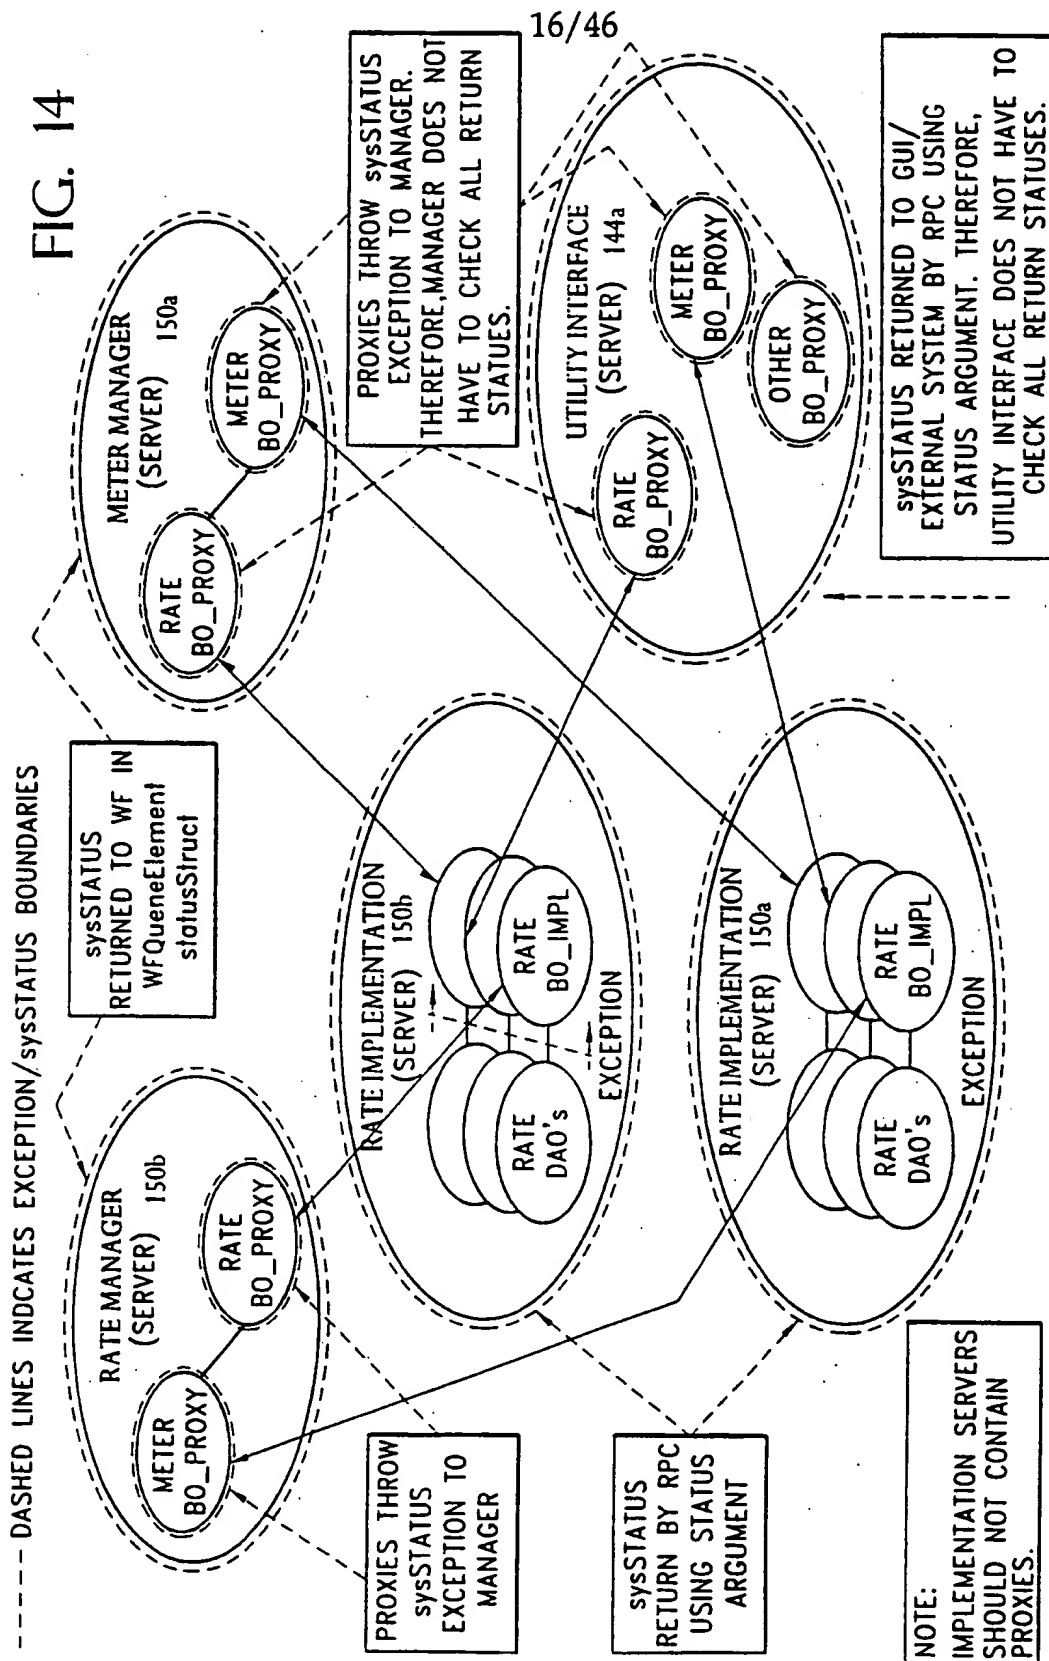 16/46
FIG. 14
---- DASHED LINES INDCATES EXCEPTION/sysSTATUS BOUNDARIES
RATE MANAGER
(SERVER) 150b
METER
BO_PROXY
RATE
BO_PROXY
sysSTATUS
RETURNED TO WF IN
WFQueneElement
statusStruct
METER MANAGER
(SERVER) 150a
RATE
BO_PROXY
METER
BO_PROXY
PROXIES THROW
sysSTATUS
EXCEPTION TO
MANAGER
RATE IMPLEMENTATION
(SERVER) 150b
RATE
DAO's
RATE
BO_IMPL
EXCEPTION
PROXIES THROW sysSTATUS
EXCEPTION TO MANAGER.
THEREFORE,MANAGER DOES NOT
HAVE TO CHECK ALL RETURN
STATUES.
sysSTATUS
RETURN BY RPC
USING STATUS
ARGUMENT
RATE IMPLEMENTATION
(SERVER) 150a
RATE
DAO's
RATE
BO_IMPL
EXCEPTION
UTILITY INTERFACE
(SERVER) 144a
RATE
BO_PROXY
METER
BO_PROXY
OTHER
BO_PROXY
NOTE:
IMPLEMENTATION SERVERS
SHOULD NOT CONTAIN
PROXIES.
sysSTATUS RETURNED TO GUI/
EXTERNAL SYSTEM BY RPC USING
STATUS ARGUMENT. THEREFORE,
UTILITY INTERFACE DOES NOT HAVE TO
CHECK ALL RETURN STATUSES.